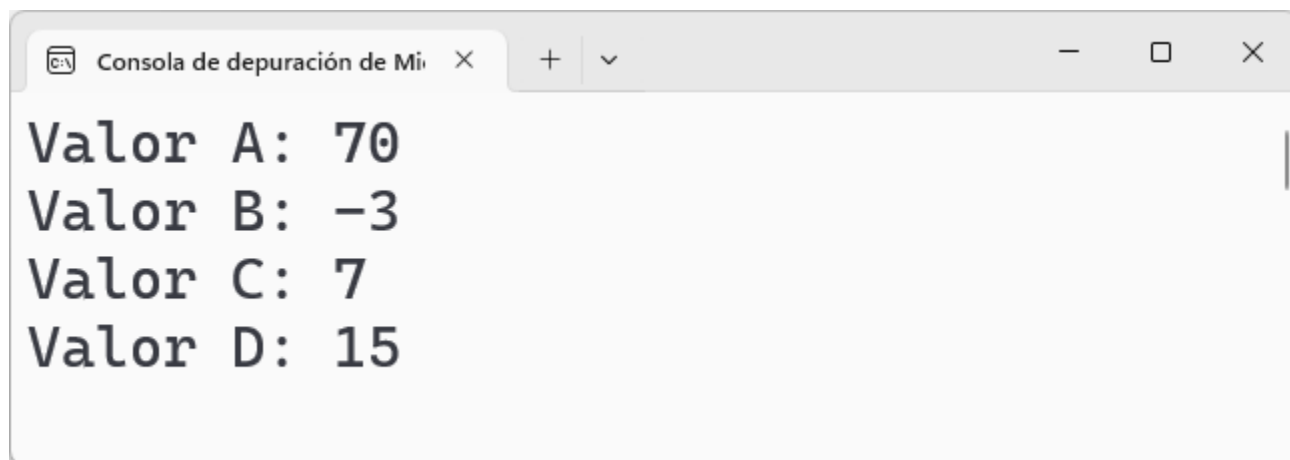 Consola de depuración de Mi
Valor A: 70
Valor B: -3
Valor C: 7
Valor D: 15